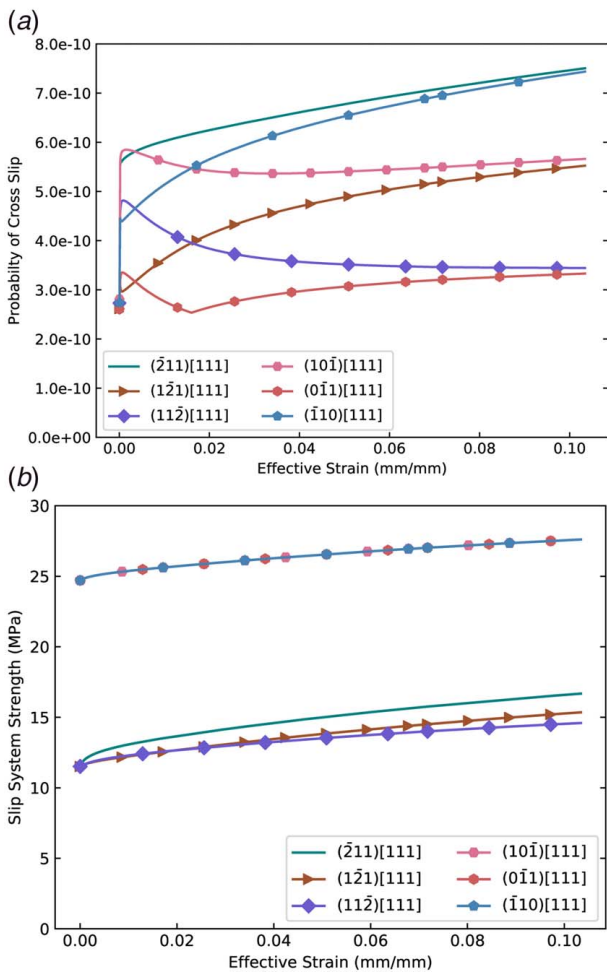 (a)
8.0e-10
7.0e-10
6.0e-10
5.0e-10
4.0e-10
3.0e-10
2.0e-10
1.0e-10
0.0e+00
Probabilty of Cross Slip
(2̄11)[111] (101̄)[111]
(12̄1)[111] (01̄1)[111]
(112̄)[111] (1̄10)[111]
0.00 0.02 0.04 0.06 0.08 0.10
Effective Strain (mm/mm)
(b)
30
25
20
15
10
5
0
Slip System Strength (MPa)
(2̄11)[111] (101̄)[111]
(12̄1)[111] (01̄1)[111]
(112̄)[111] (1̄10)[111]
0.00 0.02 0.04 0.06 0.08 0.10
Effective Strain (mm/mm)